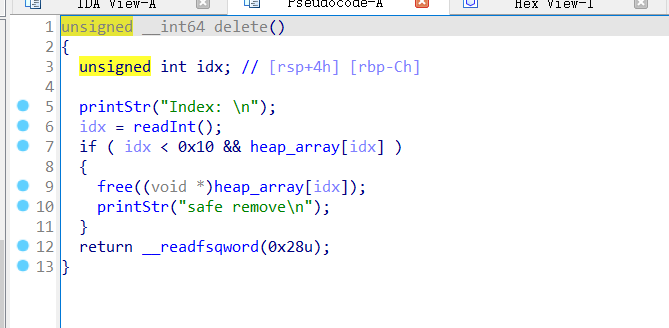 IDA View-A Pseudocode-A Hex View-1
1 unsigned __int64 delete()
2 {
3 unsigned int idx; // [rsp+4h] [rbp-Ch]
4
5 printStr("Index: \n");
6 idx = readInt();
7 if ( idx < 0x10 && heap_array[idx] )
8 {
9 free((void *)heap_array[idx]);
10 printStr("safe remove\n");
11 }
12 return __readfsqword(0x28u);
13 }